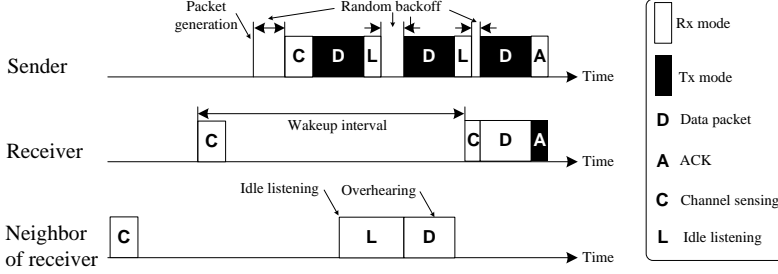 Packet
generation
Random backoff
Sender
C D L D L D A
Time
Wakeup interval
Receiver
C C D A
Time
Idle listening Overhearing
Neighbor
of receiver
C L D
Time
Rx mode
Tx mode
D Data packet
A ACK
C Channel sensing
L Idle listening